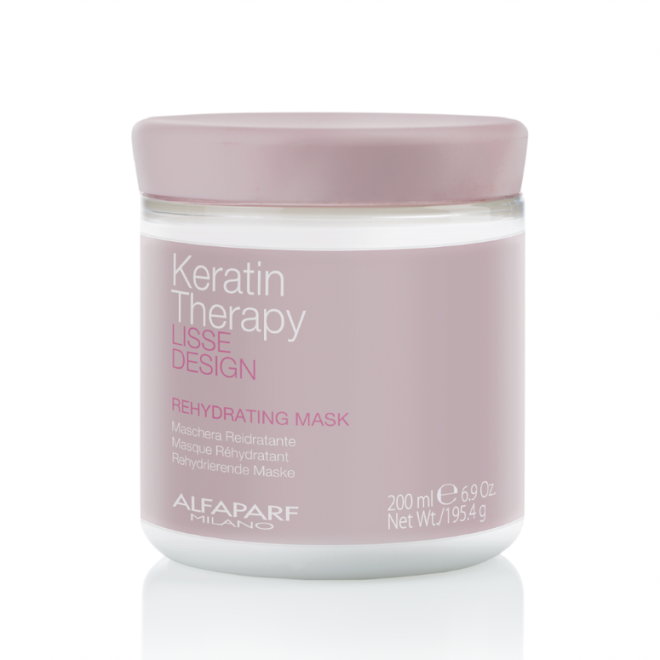 Keratin
Therapy
LISSE
DESIGN
REHYDRATING MASK
Maschera Reidratante
Masque Réhydratant
Rehydrierende Maske
ALFAPARF
MILANO
200 ml ℮ 6.9 Oz.
Net Wt./195.4 g